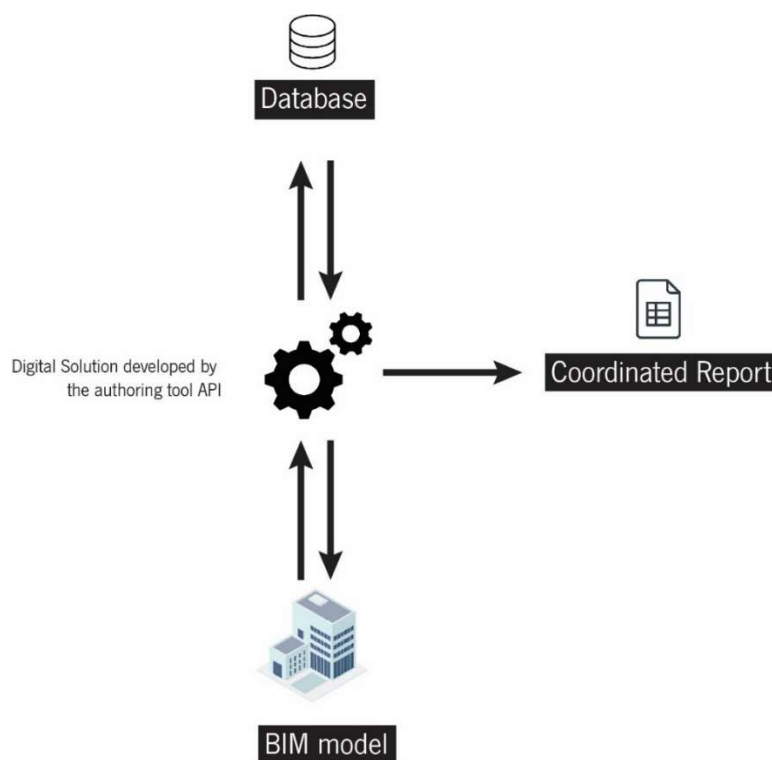 Database
Digital Solution developed by
the authoring tool API
Coordinated Report
BIM model